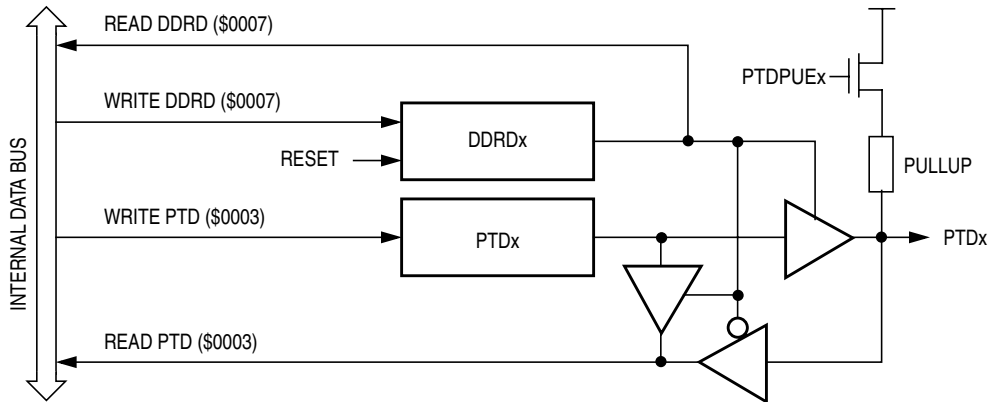 READ DDRD ($0007)
PTDPUEx
WRITE DDRD ($0007)
DDRDx
RESET
PULLUP
INTERNAL DATA BUS
WRITE PTD ($0003)
PTDx
PTDx
READ PTD ($0003)